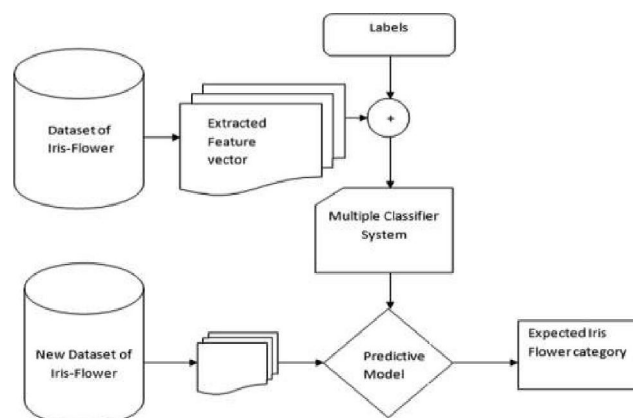 Labels
Dataset of
Iris-Flower
Extracted
Feature
vector
+
Multiple Classifier
System
New Dataset of
Iris-Flower
Predictive
Model
Expected Iris
Flower category